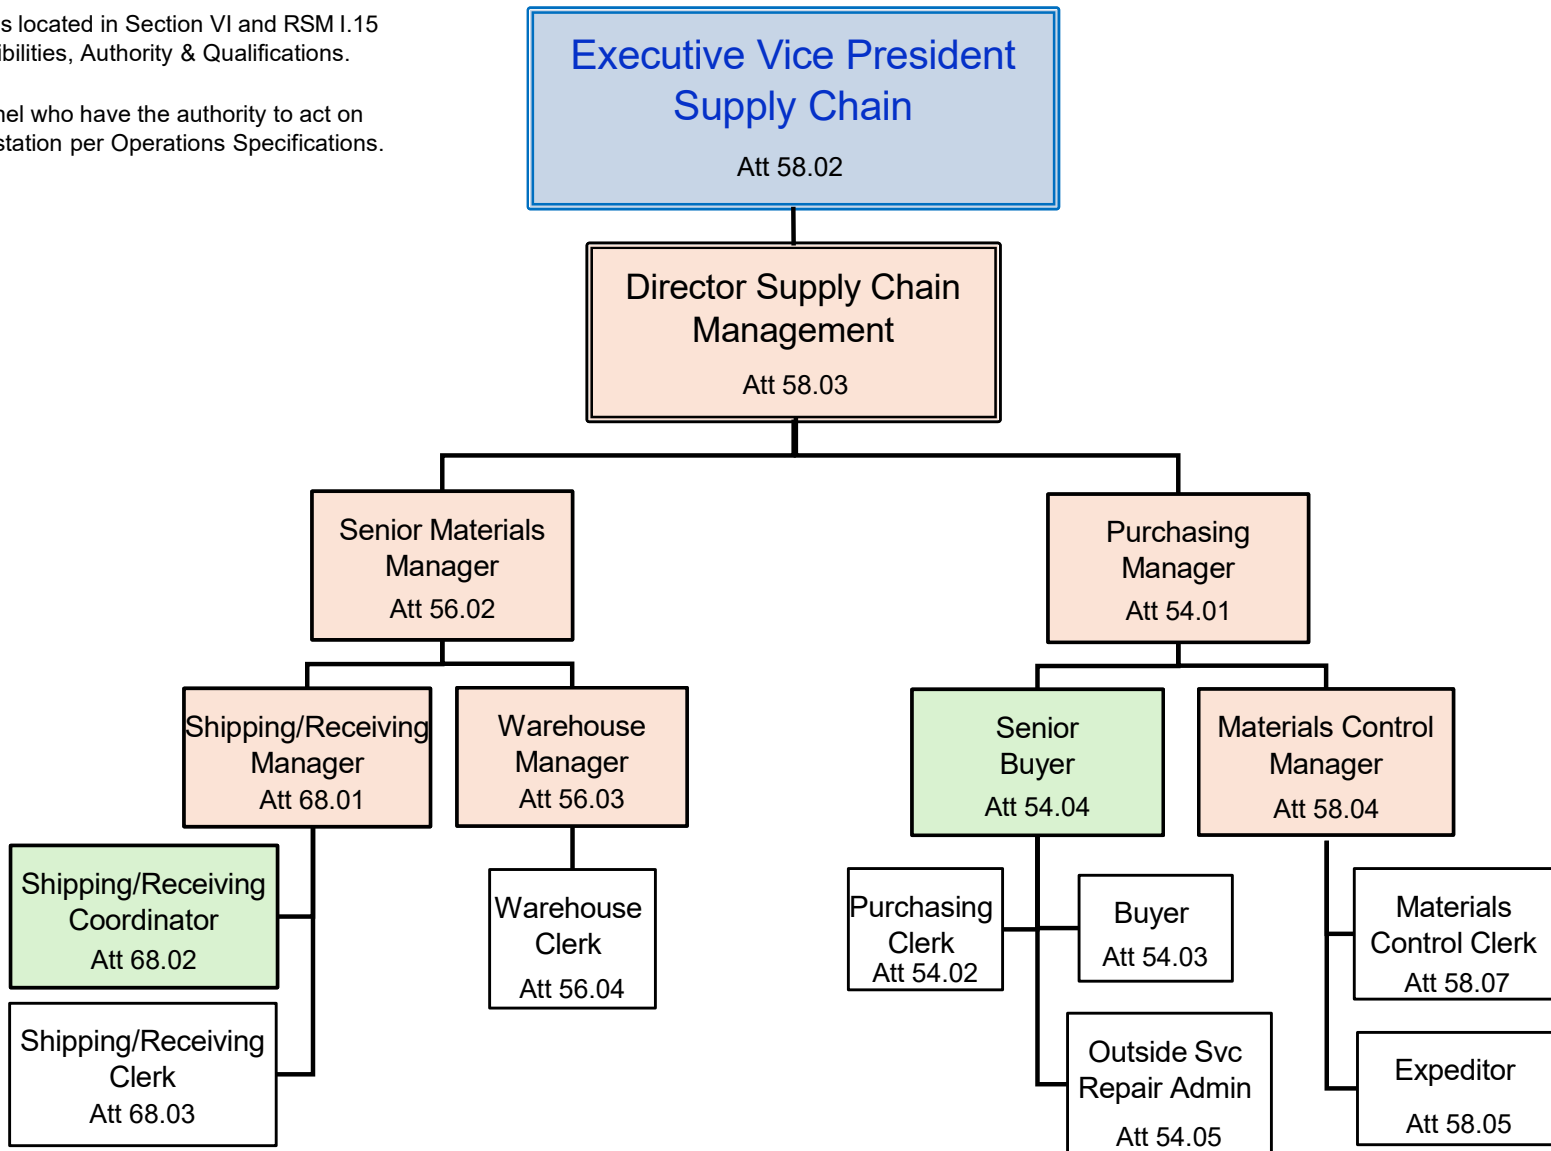 s located in Section VI and RSM I.15
ibilities, Authority & Qualifications.
nel who have the authority to act on
station per Operations Specifications.
Executive Vice President
Supply Chain
Att 58.02
Director Supply Chain
Management
Att 58.03
Senior Materials
Manager
Att 56.02
Purchasing
Manager
Att 54.01
Shipping/Receiving
Manager
Att 68.01
Warehouse
Manager
Att 56.03
Senior
Buyer
Att 54.04
Materials Control
Manager
Att 58.04
Shipping/Receiving
Coordinator
Att 68.02
Shipping/Receiving
Clerk
Att 68.03
Warehouse
Clerk
Att 56.04
Purchasing
Clerk
Att 54.02
Buyer
Att 54.03
Outside Svc
Repair Admin
Att 54.05
Materials
Control Clerk
Att 58.07
Expeditor
Att 58.05